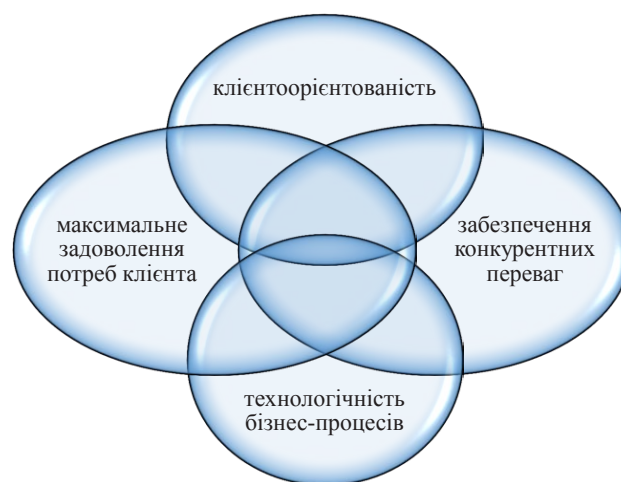 клієнтоорієнтованість
максимальне
задоволення
потреб клієнта
забезпечення
конкурентних
переваг
технологічність
бізнес-процесів